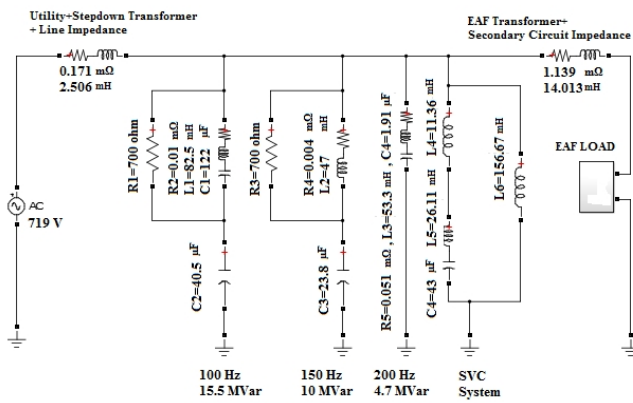 Utility+Stepdown Transformer
+ Line Impedance
EAF Transformer+
Secondary Circuit Impedance
0.171 mΩ
2.506 mH
1.139 mΩ
14.013 mH
R1=700 ohm
R2=0.01 mΩ
L1=82.5 mH
C1=122 µF
R3=700 ohm
R4=0.004 mΩ
L2=47 mH
R5=0.051 mΩ , L3=53.3 mH , C4=1.91 µF
L4=11.36 mH
L5=26.11 mH
C4=43 µF
L6=156.67 mH
EAF LOAD
AC
719 V
C2=40.5 µF
C3=23.8 µF
100 Hz
15.5 MVar
150 Hz
10 MVar
200 Hz
4.7 MVar
SVC
System